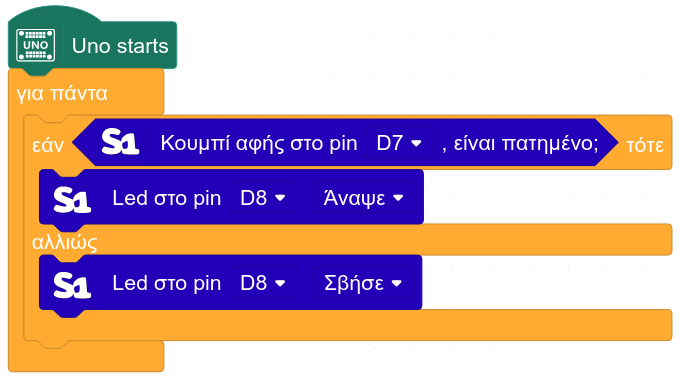 UNO Uno starts
για πάντα
εάν S1 Κουμπί αφής στο pin D7 , είναι πατημένο; τότε
S1 Led στο pin D8 Άναψε
αλλιώς
S1 Led στο pin D8 Σβήσε